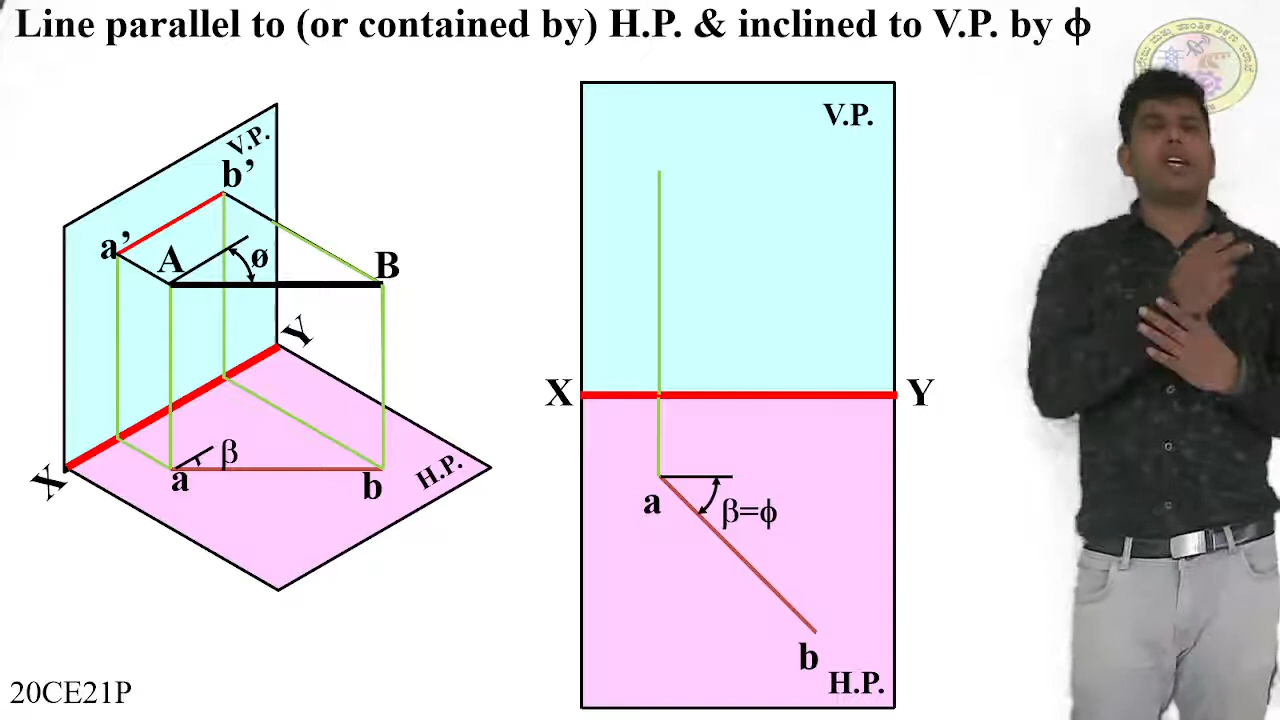 Line parallel to (or contained by) H.P. & inclined to V.P. by ϕ
V.P.
b’
a’
A
ø
B
Y
X
a
β
b
H.P.
V.P.
X
Y
a
β=ϕ
b
H.P.
20CE21P